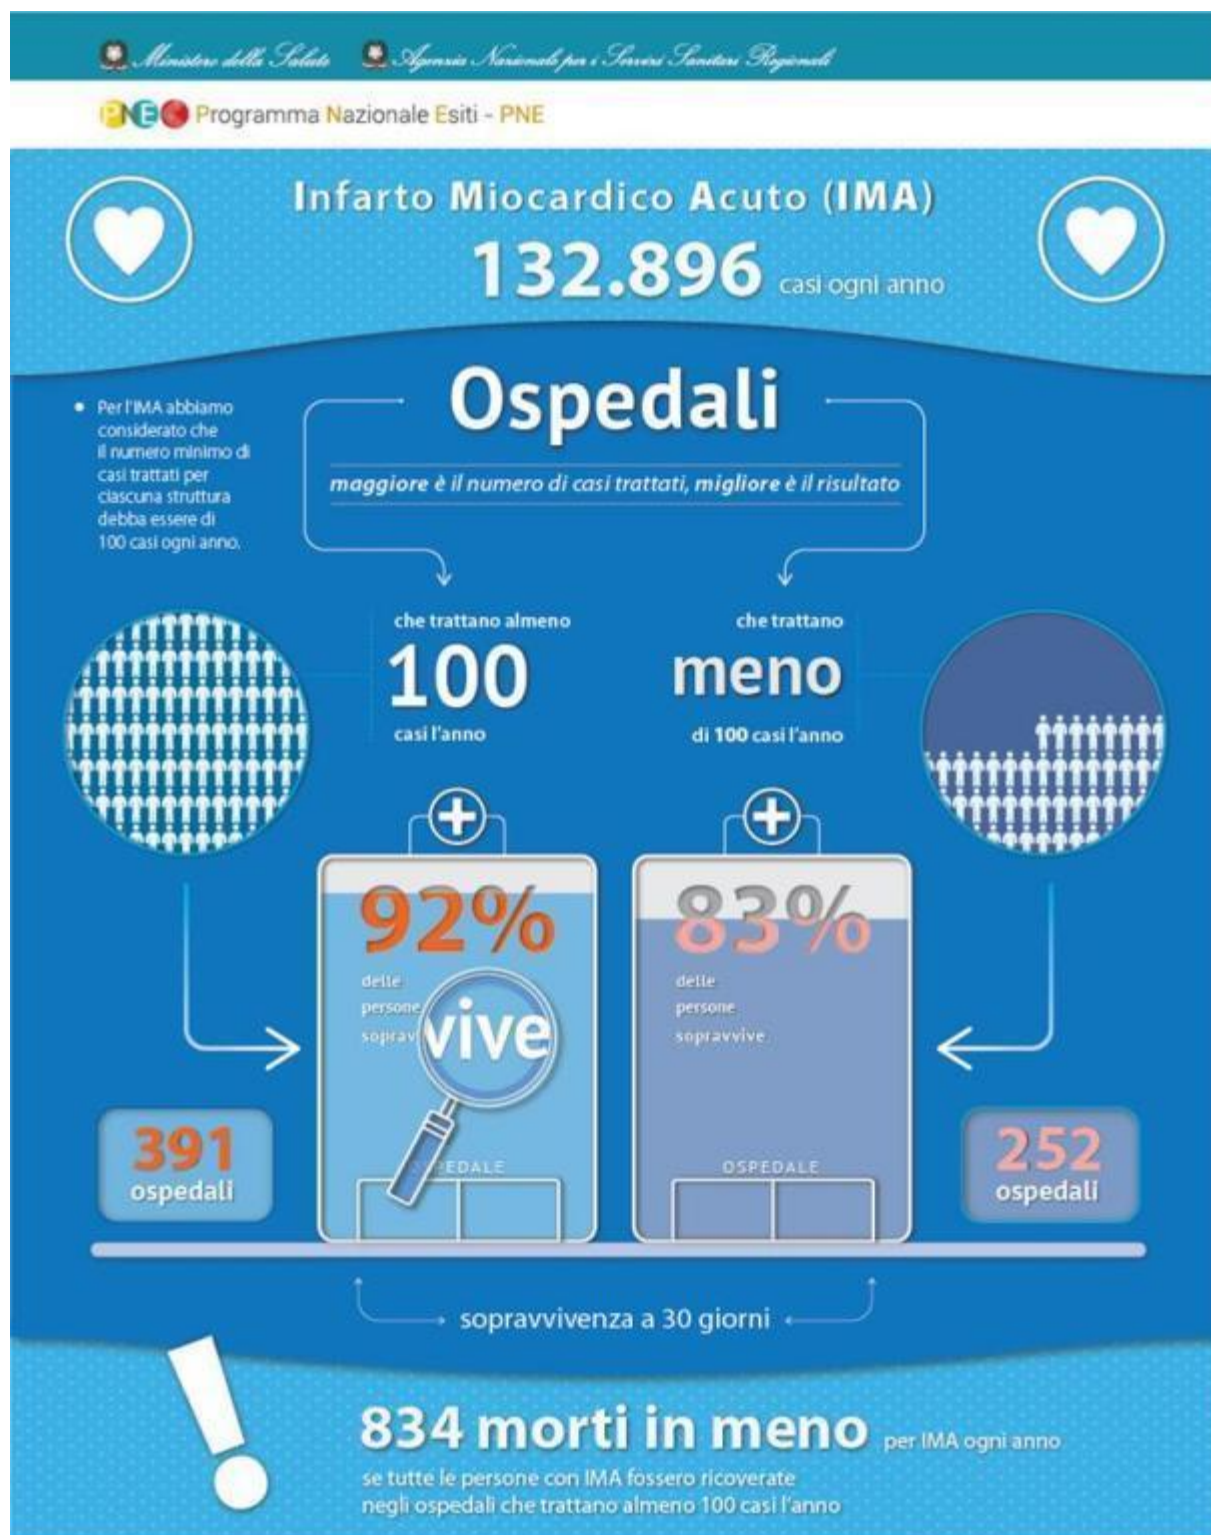 Ministero della Salute
Agenzia Nazionale per i Servizi Sanitari Regionali
PNE Programma Nazionale Esiti - PNE
Infarto Miocardico Acuto (IMA)
132.896 casi ogni anno
Ospedali
maggiore è il numero di casi trattati, migliore è il risultato
• Per l'IMA abbiamo
considerato che
il numero minimo di
casi trattati per
ciascuna struttura
debba essere di
100 casi ogni anno.
che trattano almeno
100
casi l'anno
che trattano
meno
di 100 casi l'anno
92%
delle
persone
soprav vive
OSPEDALE
391
ospedali
83%
delle
persone
sopravvive
OSPEDALE
252
ospedali
sopravvivenza a 30 giorni
834 morti in meno per IMA ogni anno
se tutte le persone con IMA fossero ricoverate
negli ospedali che trattano almeno 100 casi l'anno